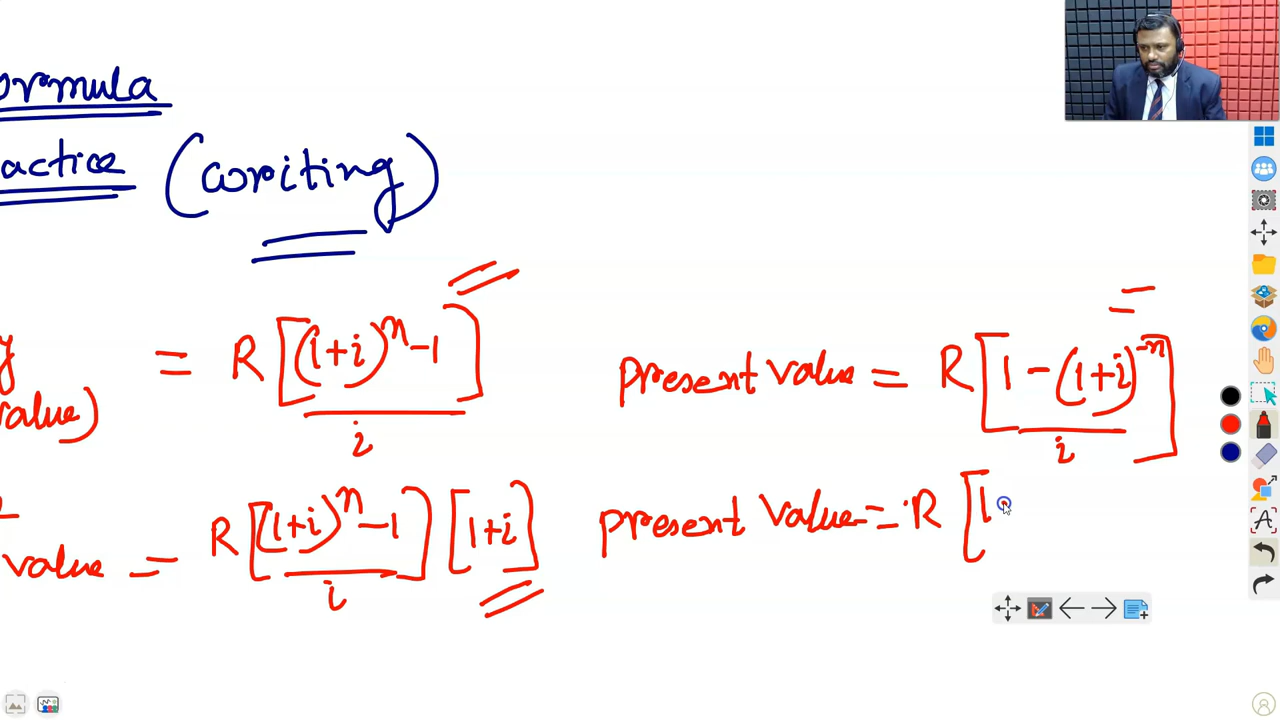 ormula
actice (writing)
y = R[(1+i)^n -1] / i
value)
present value = R[1 - (1+i)^-n / i]
value = R[(1+i)^n -1 / i] [1+i]
present value = R [1